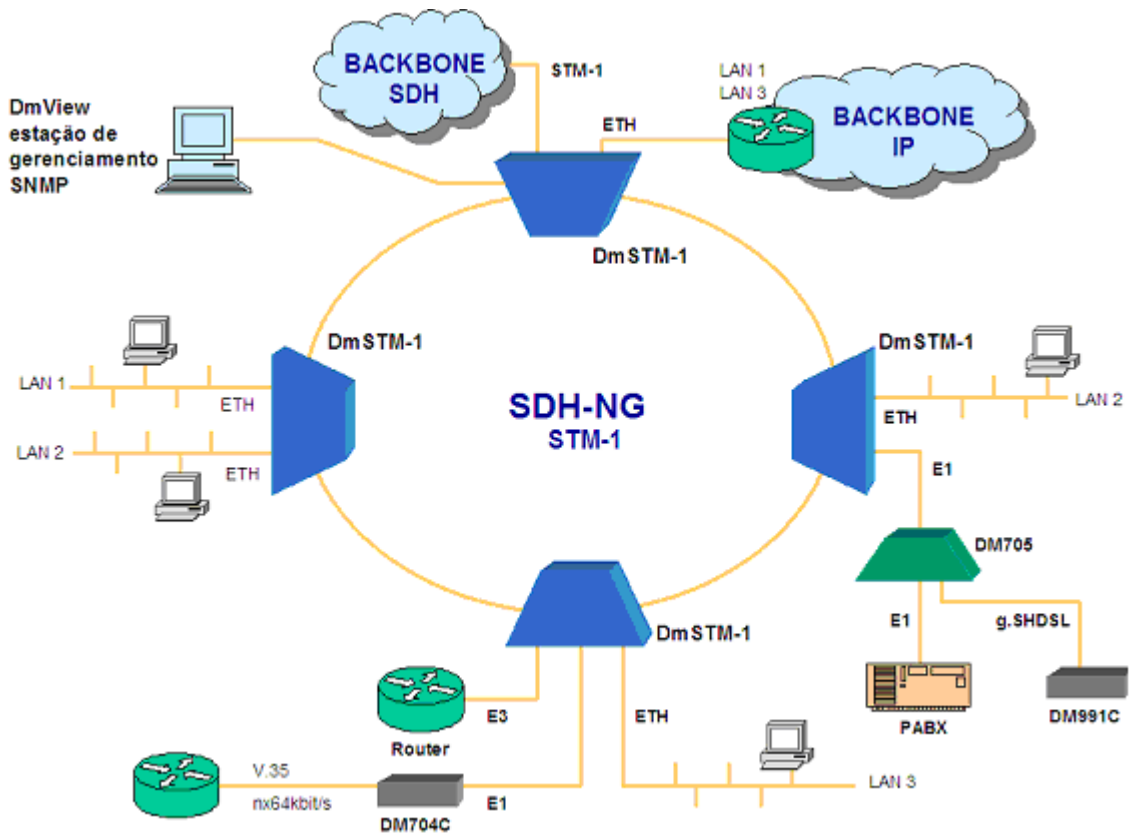 BACKBONE
SDH
STM-1
LAN 1
LAN 3
BACKBONE
IP
ETH
DmView
estação de
gerenciamento
SNMP
DmSTM-1
DmSTM-1
DmSTM-1
LAN 1
ETH
LAN 2
ETH
SDH-NG
STM-1
ETH
LAN 2
E1
DM705
E1
g.SHDSL
PABX
DM991C
DmSTM-1
E3
Router
ETH
V.35
nx64kbit/s
DM704C
E1
LAN 3